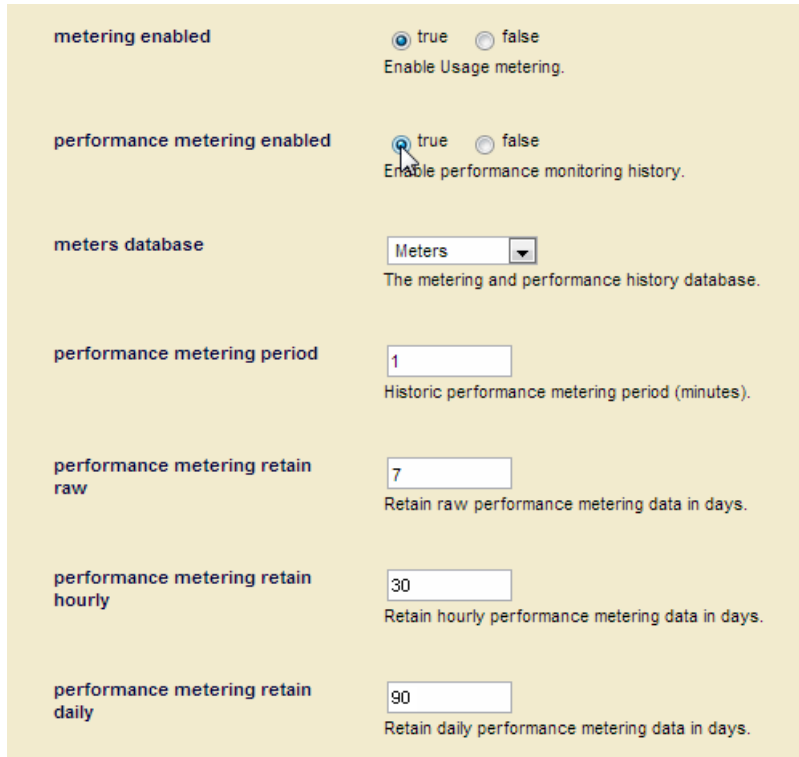 metering enabled
true false
Enable Usage metering.
performance metering enabled
true false
Enable performance monitoring history.
meters database
Meters
The metering and performance history database.
performance metering period
1
Historic performance metering period (minutes).
performance metering retain
raw
7
Retain raw performance metering data in days.
performance metering retain
hourly
30
Retain hourly performance metering data in days.
performance metering retain
daily
90
Retain daily performance metering data in days.